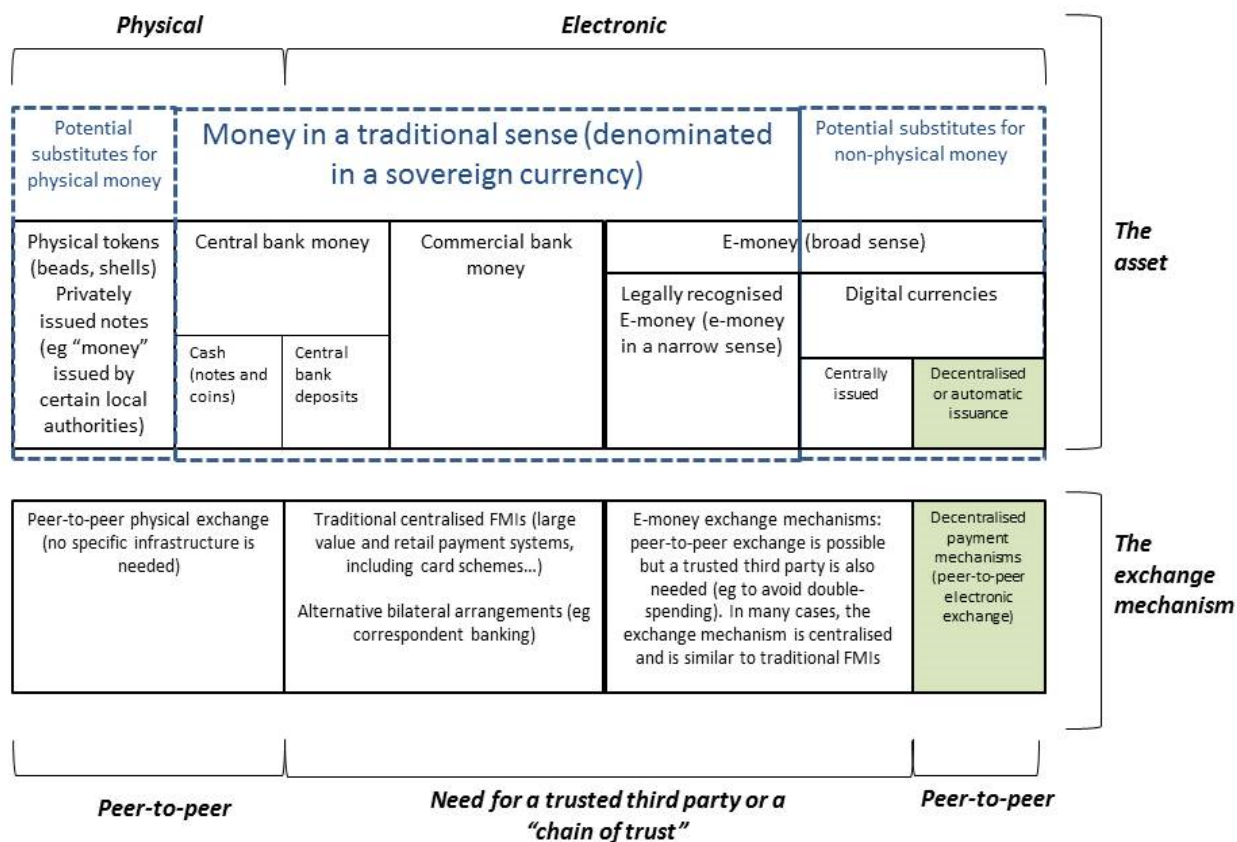 Physical
Electronic
Potential
substitutes for
physical money
Money in a traditional sense (denominated
in a sovereign currency)
Potential substitutes for
non-physical money
The
asset
Physical tokens
(beads, shells)
Privately
issued notes
(eg “money”
issued by
certain local
authorities)
Central bank money
Cash
(notes and
coins)
Central
bank
deposits
Commercial bank
money
E-money (broad sense)
Legally recognised
E-money (e-money
in a narrow sense)
Digital currencies
Centrally
issued
Decentralised
or automatic
issuance
Peer-to-peer physical exchange
(no specific infrastructure is
needed)
Traditional centralised FMIs (large
value and retail payment systems,
including card schemes…)
Alternative bilateral arrangements (eg
correspondent banking)
E-money exchange mechanisms:
peer-to-peer exchange is possible
but a trusted third party is also
needed (eg to avoid double-
spending). In many cases, the
exchange mechanism is centralised
and is similar to traditional FMIs
Decentralised
payment
mechanisms
(peer-to-peer
electronic
exchange)
The
exchange
mechanism
Peer-to-peer
Need for a trusted third party or a
“chain of trust”
Peer-to-peer